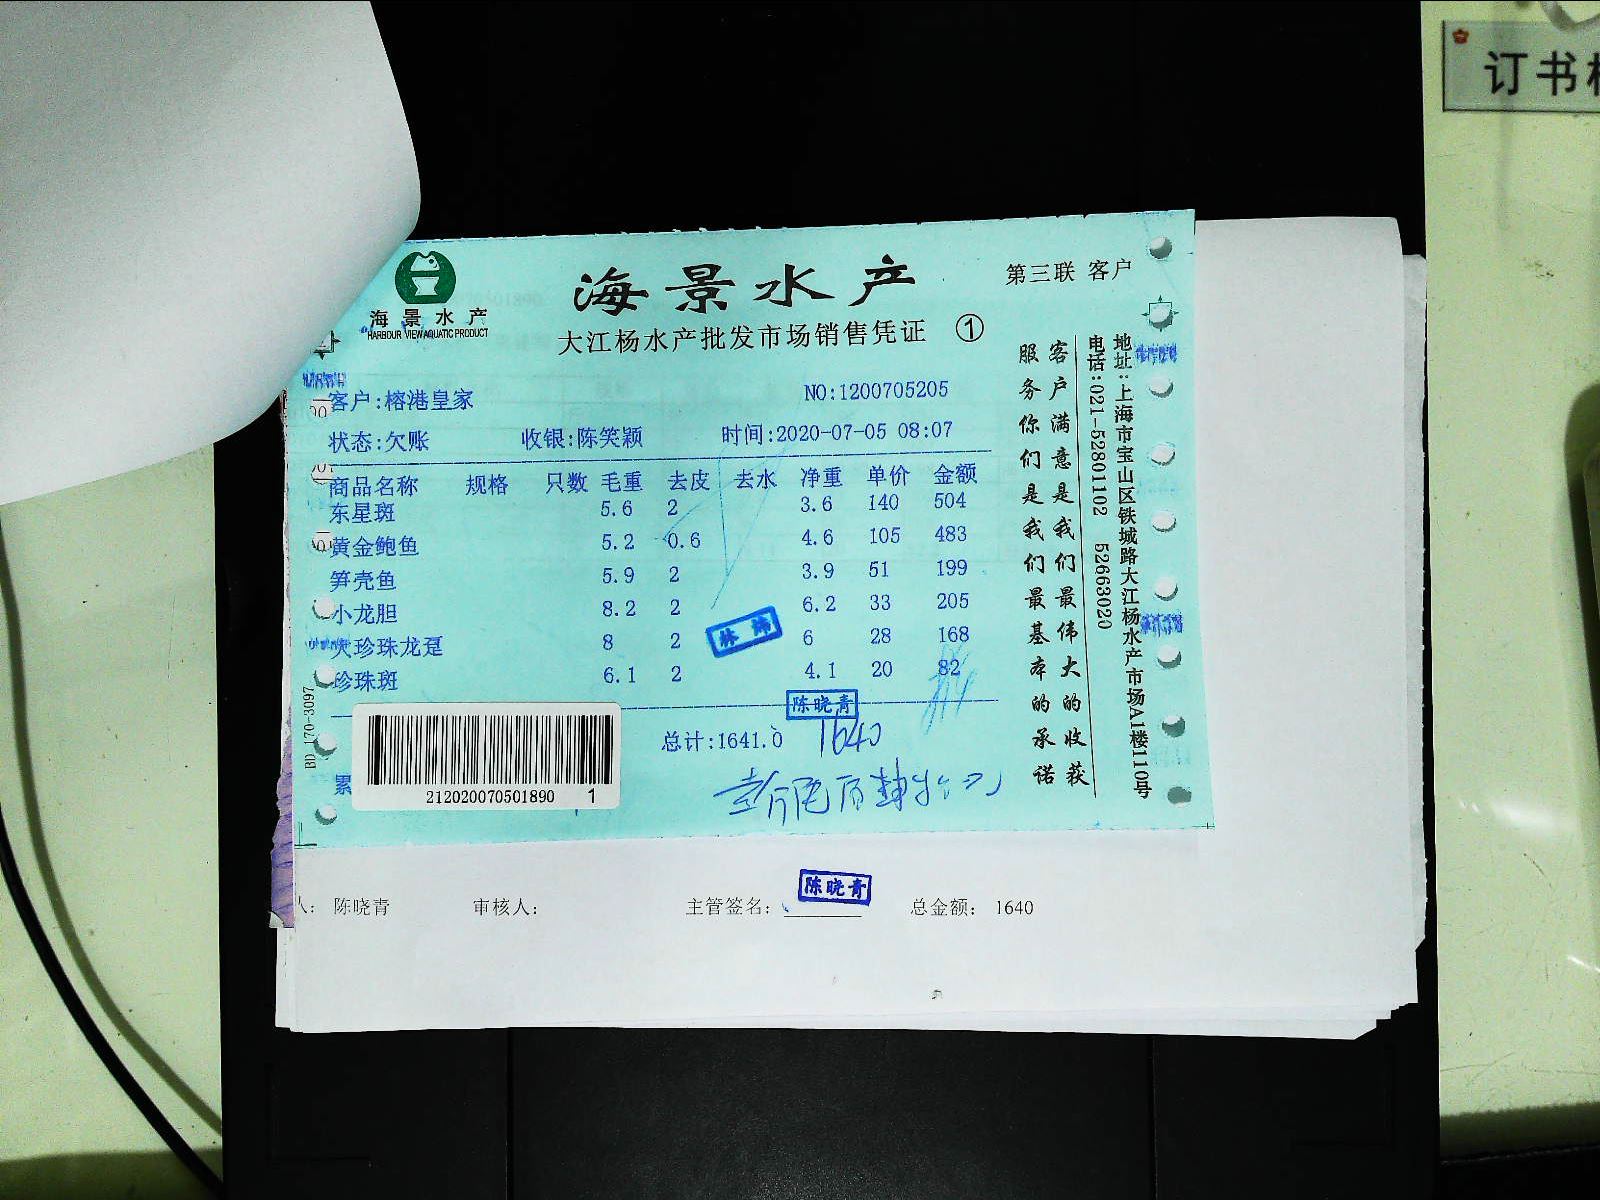 订书
海景水产
HARBOUR VIEW AQUATIC PRODUCT
海景水产
第三联 客户
大江杨水产批发市场销售凭证 ①
客户:榕港皇家 NO:1200705205
状态:欠账 收银:陈笑颖 时间:2020-07-05 08:07
商品名称 规格 只数 毛重 去皮 去水 净重 单价 金额
东星斑 5.6 2 3.6 140 504
黄金鲍鱼 5.2 0.6 4.6 105 483
笋壳鱼 5.9 2 3.9 51 199
小龙胆 8.2 2 6.2 33 205
大珍珠龙趸 8 2 6 28 168
珍珠斑 6.1 2 4.1 20 82
林炜
陈晓青
总计:1641.0 1640
累
212020070501890 1
BD 170-3097
客户满意是我们最伟大的收获
服务你们是我们最基本的承诺
地址:上海市宝山区铁城路大江杨水产市场A1楼110号
电话:021-52801102 52663020
人: 陈晓青 审核人: 主管签名: 陈晓青 总金额: 1640